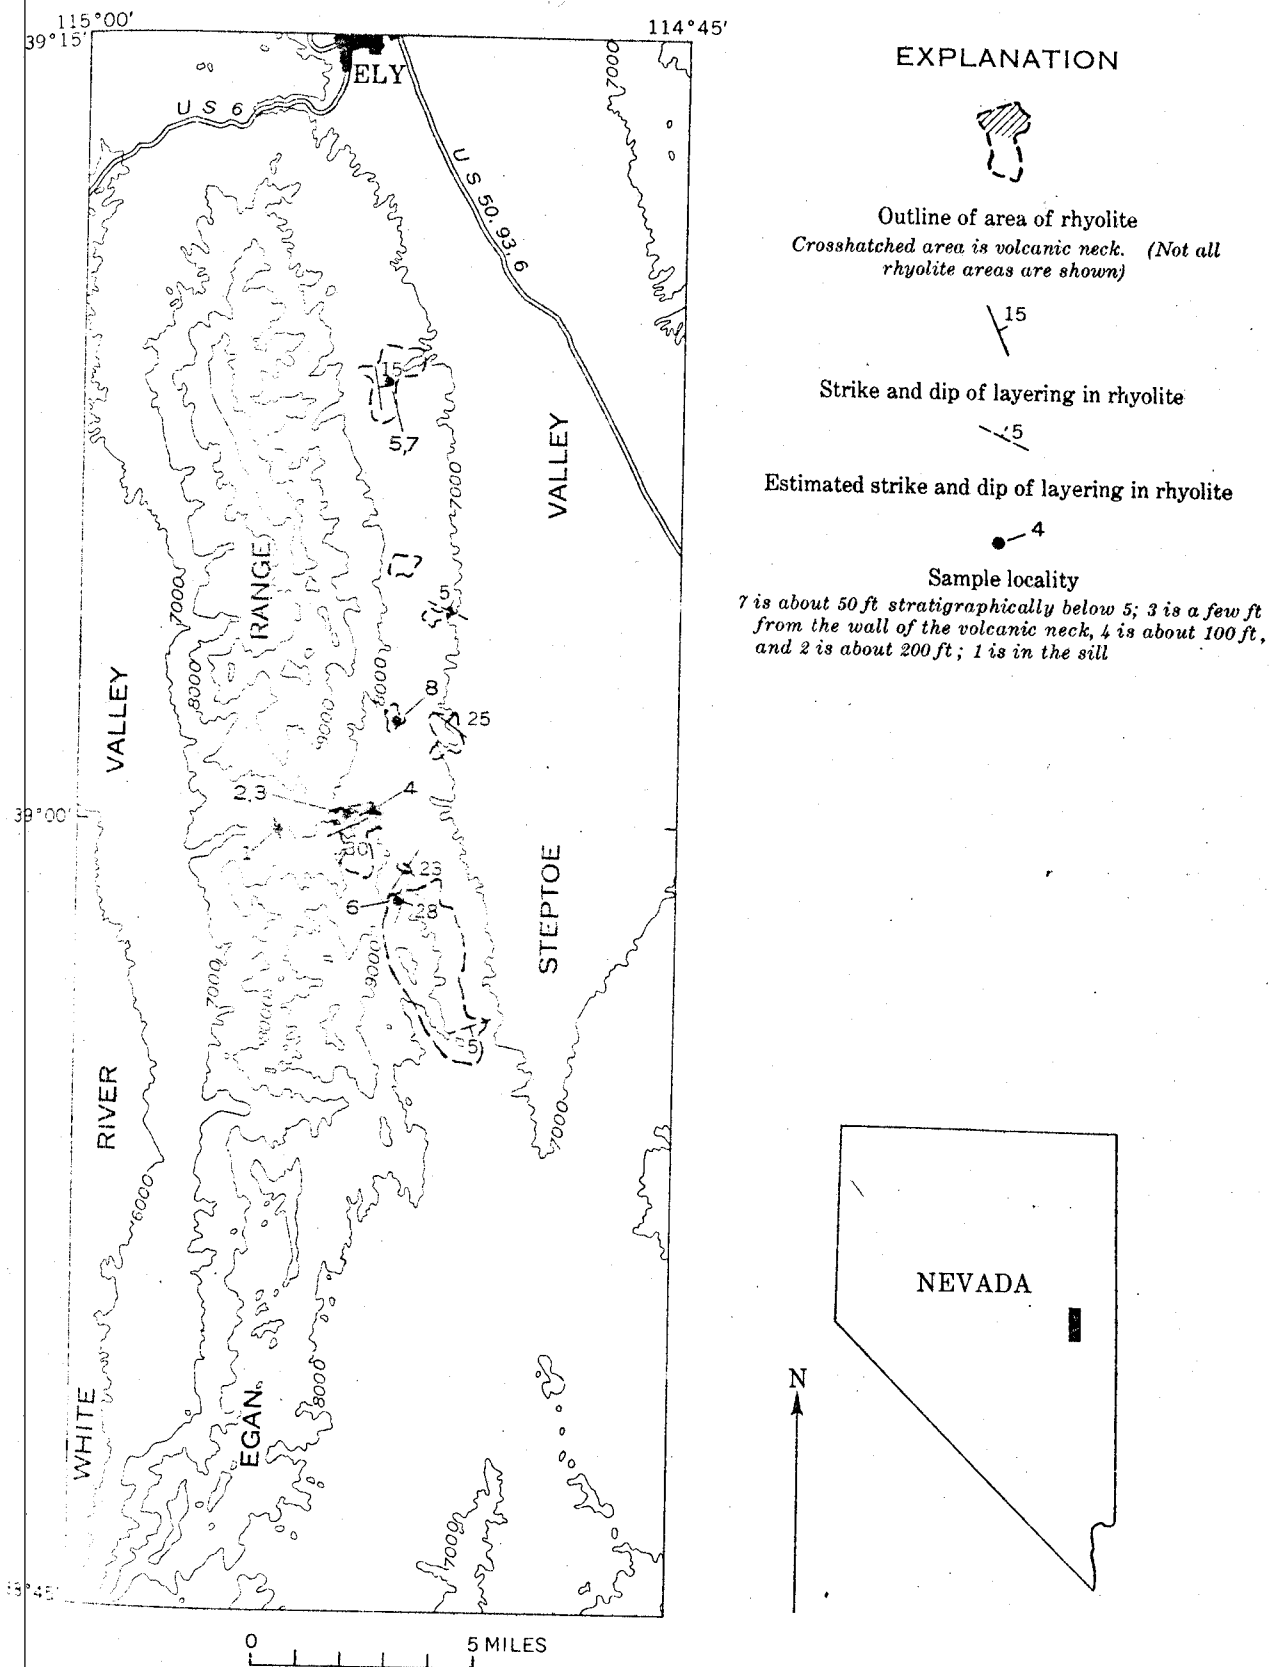 115°00'
114°45'
39°15'
ELY
U S 6
U S 50, 93, 6
7000
15
5,7
VALLEY
7000
RANGE
7000
8000
5
8000
9000
8
25
VALLEY
2,3
4
39°00'
1
23
6
28
STEPTOE
7000
9000
5
RIVER
7000
6000
8000
EGAN
WHITE
7000
0
5 MILES
EXPLANATION
Outline of area of rhyolite
Crosshatched area is volcanic neck. (Not all
rhyolite areas are shown)
15
Strike and dip of layering in rhyolite
5
Estimated strike and dip of layering in rhyolite
4
Sample locality
7 is about 50 ft stratigraphically below 5; 3 is a few ft
from the wall of the volcanic neck, 4 is about 100 ft,
and 2 is about 200 ft; 1 is in the sill
NEVADA
N